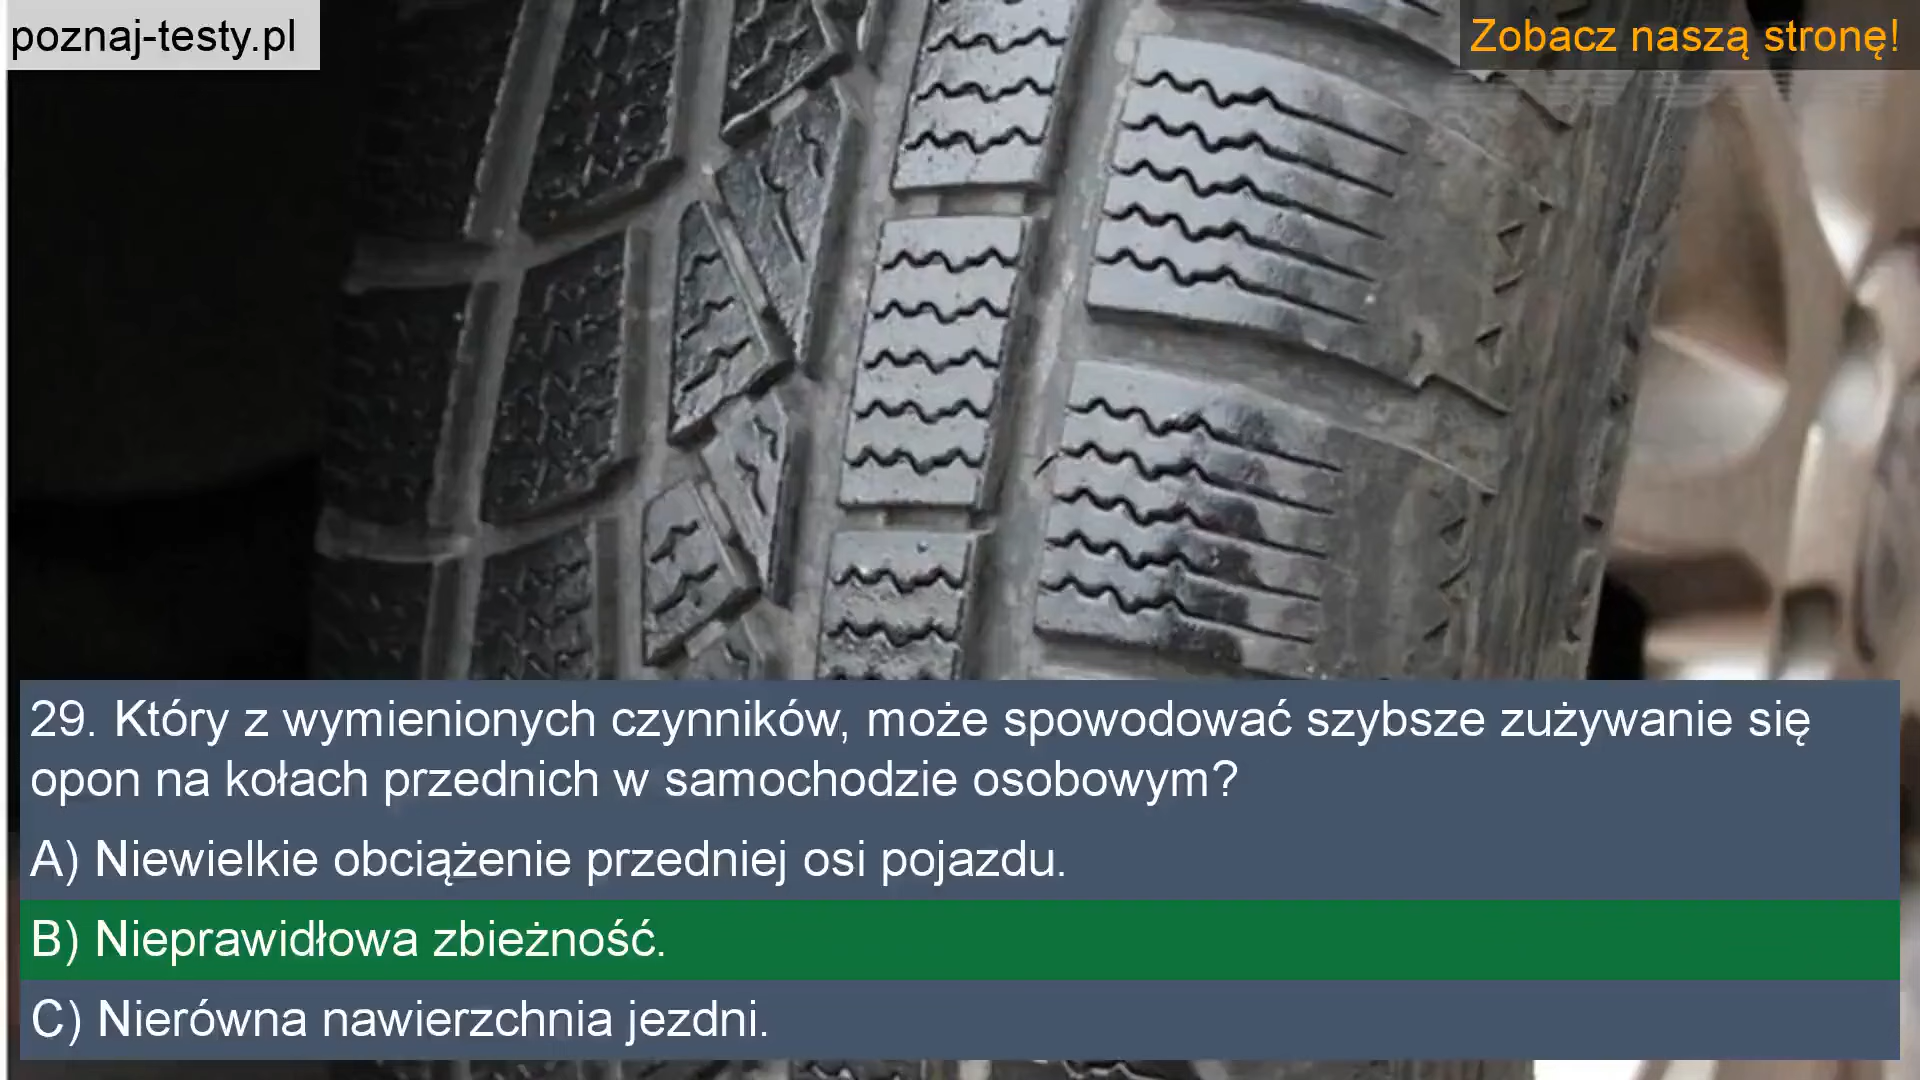 poznaj-testy.pl
Zobacz naszą stronę!
29. Który z wymienionych czynników, może spowodować szybsze zużywanie się
opon na kołach przednich w samochodzie osobowym?
A) Niewielkie obciążenie przedniej osi pojazdu.
B) Nieprawidłowa zbieżność.
C) Nierówna nawierzchnia jezdni.